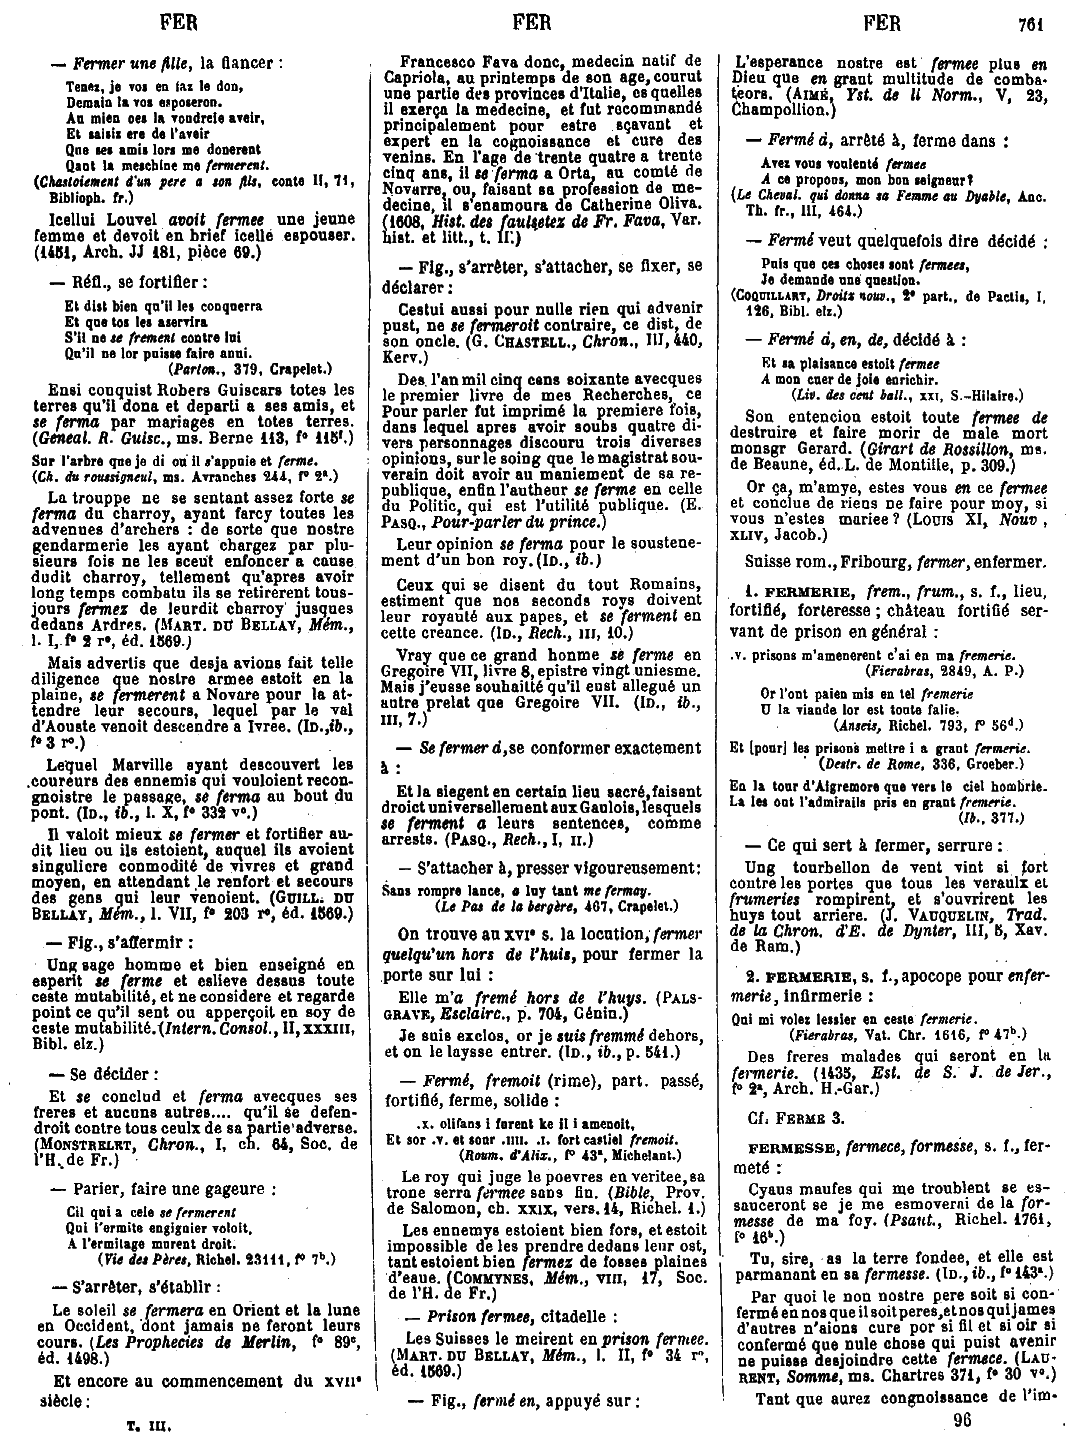 FER
FER
FER
761
— Fermer une fille, la fiancer :
Tenez, je vos en faz le don,
Demain la vos esposeron.
Au mien oes la vondreie aveir,
Et saisiz ere de l'aveir
Que ses amis lors me donerent
Qant la meschine me fermerent.
(Chastoiement d'un pere a son fils, conte II, 71,
Biblioph. fr.)
Icellui Louvel avoit fermee une jeune
femme et devoit en brief icelle espouser.
(1451, Arch. JJ 181, pièce 69.)
— Réfl., se fortifier :
Et dist bien qu'il les conquerra
Et que tos les aservira
S'il ne se frement contre lui
Qu'il ne lor puisse faire anui.
(Parton., 379, Crapelet.)
Ensi conquist Robers Guiscars totes les
terres qu'il dona et departi a ses amis, et
se ferma par mariages en totes terres.
(Geneal. R. Guisc., ms. Berne 113, f° 115f.)
Sur l'arbre que je di ou il s'appuie et ferme.
(Ch. du roussigneul, ms. Avranches 244, f° 2a.)
La trouppe ne se sentant assez forte se
ferma du charroy, ayant farcy toutes les
advenues d'archers : de sorte que nostre
gendarmerie les ayant chargez par plu-
sieurs fois ne les sceut enfoncer a cause
dudit charroy, tellement qu'apres avoir
long temps combatu ils se retirerent tous-
jours fermez de leurdit charroy jusques
dedans Ardres. (MART. DU BELLAY, Mém.,
l. I, f° 2 r°, éd. 1569.)
Mais advertis que desja avions fait telle
diligence que nostre armee estoit en la
plaine, se fermerent a Novare pour la at-
tendre leur secours, lequel par le val
d'Aouste venoit descendre a Ivree. (ID., ib.,
f° 3 r°.)
Lequel Marville ayant descouvert les
coureurs des ennemis qui vouloient recon-
gnoistre le passage, se ferma au bout du
pont. (ID., ib., l. X, f° 332 v°.)
Il valoit mieux se fermer et fortifier au-
dit lieu ou ils estoient, auquel ils avoient
singuliere conmodité de vivres et grand
moyen, en attendant le renfort et secours
des gens qui leur venoient. (GUILL. DU
BELLAY, Mém., l. VII, f° 203 r°, éd. 1569.)
— Fig., s'affermir :
Ung sage homme et bien enseigné en
esperit se ferme et eslieve dessus toute
ceste mutabilité, et ne considere et regarde
point ce qu'il sent ou apperçoit en soy de
ceste mutabilité. (Intern. Consol., II, XXXIII,
Bibl. elz.)
— Se décider :
Et se conclud et ferma avecques ses
freres et aucuns autres.... qu'il se defen-
droit contre tous ceulx de sa partie adverse.
(MONSTRELET, Chron., I, ch. 64, Soc. de
l'H. de Fr.)
— Parier, faire une gageure :
Cil qui a cele se fermerent
Qui l'ermite engignier voloit,
A l'ermitage murent droit.
(Vie des Pères, Richel. 23111, f° 7b.)
— S'arrêter, s'établir :
Le soleil se fermera en Orient et la lune
en Occident, dont jamais ne feront leurs
cours. (Les Prophecies de Merlin, f° 89c,
éd. 1498.)
Et encore au commencement du XVIIe
siècle :
T. III.
Francesco Fava donc, medecin natif de
Capriola, au printemps de son age, courut
une partie des provinces d'Italie, es quelles
il exerça la medecine, et fut recommandé
principalement pour estre sçavant et
expert en la cognoissance et cure des
venins. En l'age de trente quatre a trente
cinq ans, il se ferma a Orta, au comté de
Novarre, ou, faisant sa profession de me-
decine, il s'enamoura de Catherine Oliva.
(1608, Hist. des faulsetez de Fr. Fava, Var.
hist. et litt., t. II.)
— Fig., s'arrêter, s'attacher, se fixer, se
déclarer :
Cestui aussi pour nulle rien qui advenir
pust, ne se fermeroit contraire, ce dist, de
son oncle. (G. CHASTELL., Chron., III, 440,
Kerv.)
Des l'an mil cinq cens soixante avecques
le premier livre de mes Recherches, ce
Pour parler fut imprimé la premiere fois,
dans lequel apres avoir soubs quatre di-
vers personnages discouru trois diverses
opinions, sur le soing que le magistrat sou-
verain doit avoir au maniement de sa re-
publique, enfin l'autheur se ferme en celle
du Politic, qui est l'utilité publique. (E.
PASQ., Pour-parler du prince.)
Leur opinion se ferma pour le soustene-
ment d'un bon roy. (ID., ib.)
Ceux qui se disent du tout Romains,
estiment que nos seconds roys doivent
leur royauté aux papes, et se ferment en
cette creance. (ID., Rech., III, 10.)
Vray que ce grand honme se ferme en
Gregoire VII, livre 8, epistre vingt uniesme.
Mais j'eusse souhaitté qu'il eust allegué un
autre prelat que Gregoire VII. (ID., ib.,
III, 7.)
— Se fermer à, se conformer exactement
à :
Et la siegent en certain lieu sacré, faisant
droict universellement aux Gaulois, lesquels
se ferment a leurs sentences, comme
arrests. (PASQ., Rech., I, II.)
— S'attacher à, presser vigoureusement :
Sans rompre lance, a luy tant me fermay.
(Le Pas de la bergère, 467, Crapelet.)
On trouve au XVIe s. la locution, fermer
quelqu'un hors de l'huis, pour fermer la
porte sur lui :
Elle m'a fremé hors de l'huys. (PALS-
GRAVE, Esclairc., p. 704, Génin.)
Je suis exclos, or je suis fremmé dehors,
et on le laysse entrer. (ID., ib., p. 541.)
— Fermé, fremoit (rime), part. passé,
fortifié, ferme, solide :
.x. olifans i furent ke il i amenoit,
Et sor .v. et sour .IIII. .I. fort castiel fremoit.
(Roum. d'Alix., f° 43a, Michelant.)
Le roy qui juge le poevres en veritee, sa
trone serra fermee sans fin. (Bible, Prov.
de Salomon, ch. XXIX, vers. 14, Richel. 1.)
Les ennemys estoient bien fors, et estoit
impossible de les prendre dedans leur ost,
tant estoient bien fermez de fosses plaines
d'eaue. (COMMYNES, Mém., VIII, 17, Soc.
de l'H. de Fr.)
— Prison fermee, citadelle :
Les Suisses le meirent en prison fermee.
(MART. DU BELLAY, Mém., l. II, f° 34 r°,
éd. 1569.)
— Fig., fermé en, appuyé sur :
L'esperance nostre est fermee plus en
Dieu que en grant multitude de comba-
teors. (AIMÉ, Yst. de li Norm., V, 23,
Champollion.)
— Fermé à, arrêté à, ferme dans :
Avez vous voulenté fermee
A ce propons, mon bon seigneur?
(Le Cheval. qui donna sa Femme au Dyable, Anc.
Th. fr., III, 464.)
— Fermé veut quelquefois dire décidé :
Puis que ces choses sont fermees,
Je demande une question.
(COQUILLART, Droitz nouv., 2e part., de Pactis, I,
126, Bibl. elz.)
— Fermé à, en, de, décidé à :
Et sa plaisance estoit fermee
A mon cuer de joie enrichir.
(Liv. des cent ball., XXI, S.-Hilaire.)
Son entencion estoit toute fermee de
destruire et faire morir de male mort
monsgr Gerard. (Girart de Rossillon, ms.
de Beaune, éd. L. de Montille, p. 309.)
Or ça, m'amye, estes vous en ce fermee
et conclue de riens ne faire pour moy, si
vous n'estes mariee ? (LOUIS XI, Nouv.,
XLIV, Jacob.)
Suisse rom., Fribourg, fermer, enfermer.
1. FERMERIE, frem., frum., s. f., lieu,
fortifié, forteresse ; château fortifié ser-
vant de prison en général :
.v. prisons m'amenerent c'ai en ma fremerie.
(Fierabras, 2849, A. P.)
Or l'ont paien mis en tel fremerie
U la viande lor est toute falie.
(Anseis, Richel. 793, f° 56d.)
Et [pour] les prisons mettre i a grant fermerie.
(Destr. de Rome, 336, Groeber.)
En la tour d'Aigremore que vers le ciel hombrie.
La les ont l'admirails pris en grant fremerie.
(Ib., 377.)
— Ce qui sert à fermer, serrure :
Ung tourbellon de vent vint si fort
contre les portes que tous les veraulx et
frumeries rompirent, et s'ouvrirent les
huys tout arriere. (J. VAUQUELIN, Trad.
de la Chron. d'E. de Dynter, III, 5, Xav.
de Ram.)
2. FERMERIE, s. f., apocope pour enfer-
merie, infirmerie :
Qui mi volez lessier en ceste fermerie.
(Fierabras, Vat. Chr. 1616, f° 47b.)
Des freres malades qui seront en la
fermerie. (1435, Est. de S. J. de Jer.,
f° 2a, Arch. H.-Gar.)
Cf. FERME 3.
FERMESSE, fermece, formesse, s. f., fer-
meté :
Cyaus maufes qui me troublent se es-
sauceront se je me esmoverai de la for-
messe de ma foy. (Psaut., Richel. 1761,
f° 16b.)
Tu, sire, as la terre fondee, et elle est
parmanant en sa fermesse. (ID., ib., f° 143a.)
Par quoi le non nostre pere soit si con-
fermé en nos que il soit peres, et nos qui james
d'autres n'aions cure por si fil et si oir si
confermé que nule chose qui puist avenir
ne puisse desjoindre cette fermece. (LAU-
RENT, Somme, ms. Chartres 371, f° 30 v°.)
Tant que aurez congnoissance de l'im-
96